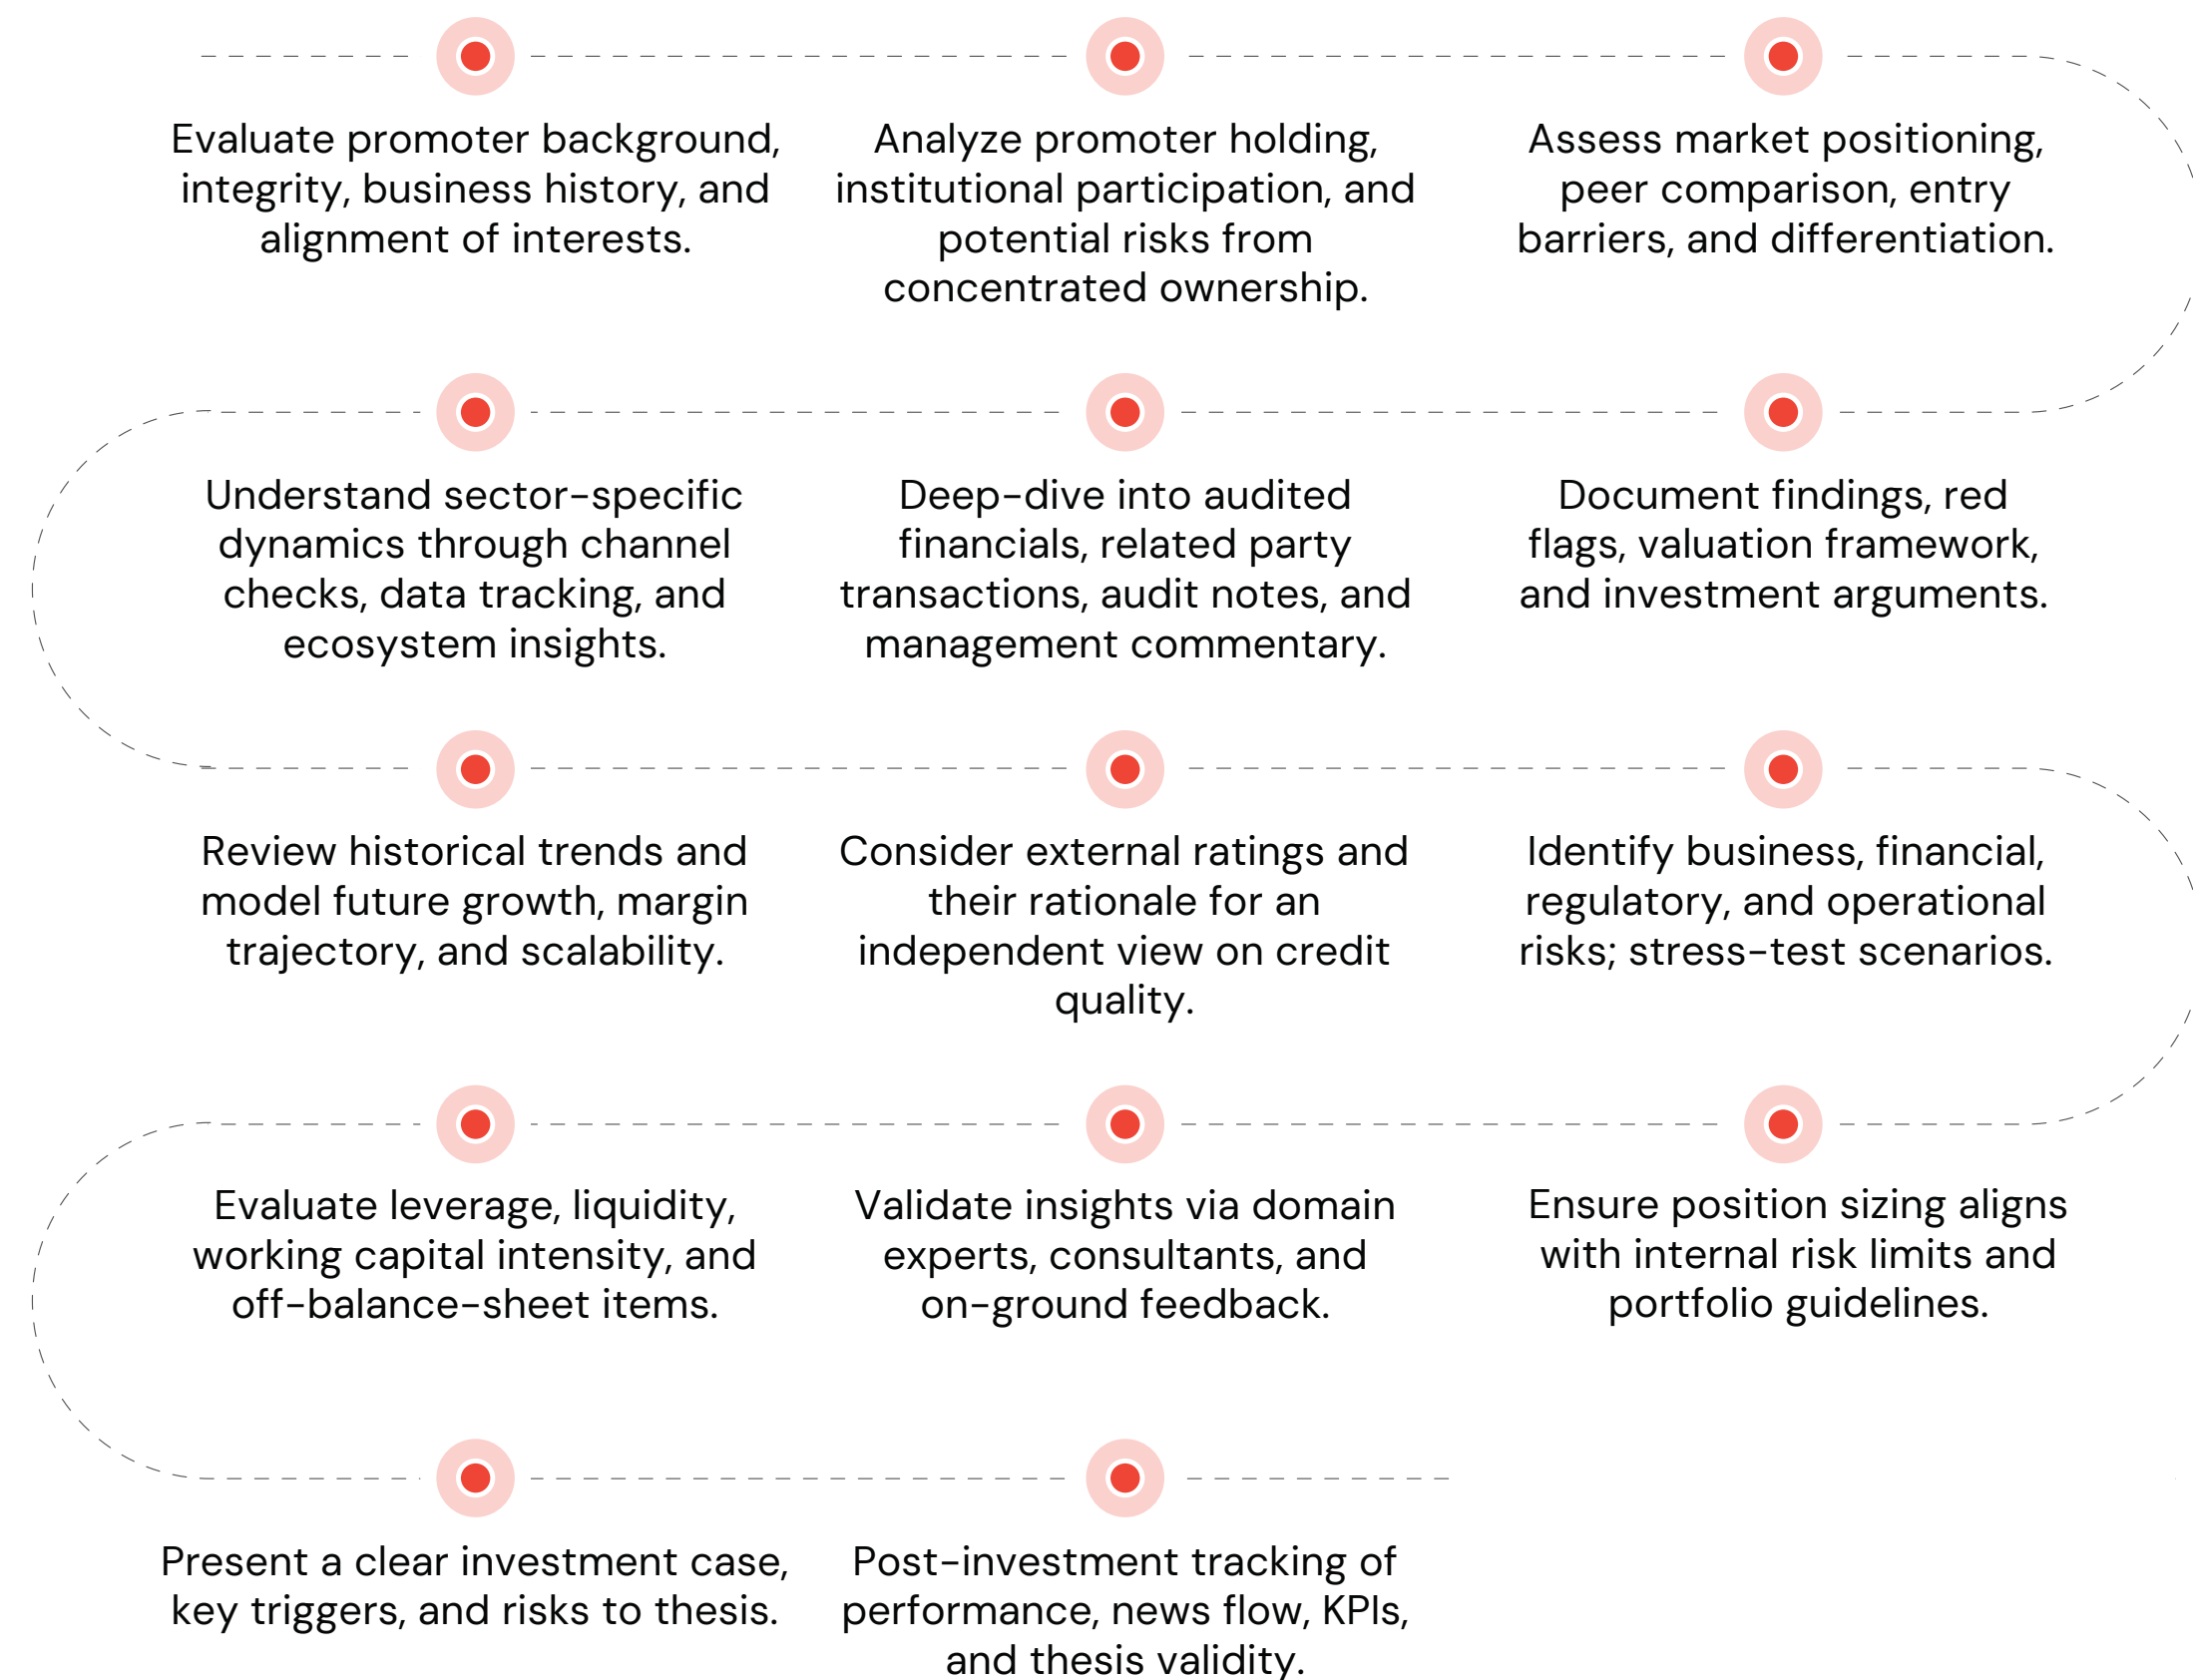 Evaluate promoter background,
integrity, business history, and
alignment of interests.
Analyze promoter holding,
institutional participation, and
potential risks from
concentrated ownership.
Assess market positioning,
peer comparison, entry
barriers, and differentiation.
Understand sector-specific
dynamics through channel
checks, data tracking, and
ecosystem insights.
Deep-dive into audited
financials, related party
transactions, audit notes, and
management commentary.
Document findings, red
flags, valuation framework,
and investment arguments.
Review historical trends and
model future growth, margin
trajectory, and scalability.
Consider external ratings and
their rationale for an
independent view on credit
quality.
Identify business, financial,
regulatory, and operational
risks; stress-test scenarios.
Evaluate leverage, liquidity,
working capital intensity, and
off-balance-sheet items.
Validate insights via domain
experts, consultants, and
on-ground feedback.
Ensure position sizing aligns
with internal risk limits and
portfolio guidelines.
Present a clear investment case,
key triggers, and risks to thesis.
Post-investment tracking of
performance, news flow, KPIs,
and thesis validity.